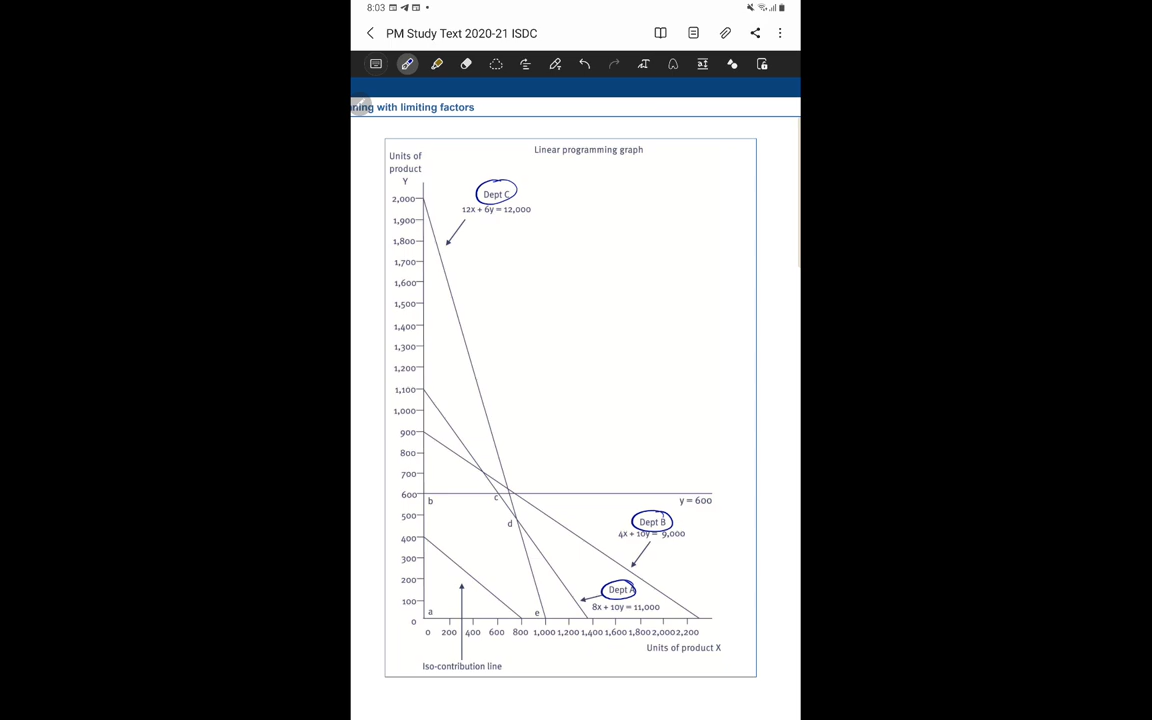 8:03
PM Study Text 2020-21 ISDC
ning with limiting factors
Linear programming graph
Units of
product
Y
Dept C
12x + 6y = 12,000
2,000
1,900
1,800
1,700
1,600
1,500
1,400
1,300
1,200
1,100
1,000
900
800
700
600
b
c
y = 600
500
d
Dept B
4x + 10y = 9,000
400
300
200
Dept A
100
a
e
8x + 10y = 11,000
0
0 200 400 600 800 1,000 1,200 1,400 1,600 1,800 2,000 2,200
Units of product X
Iso-contribution line